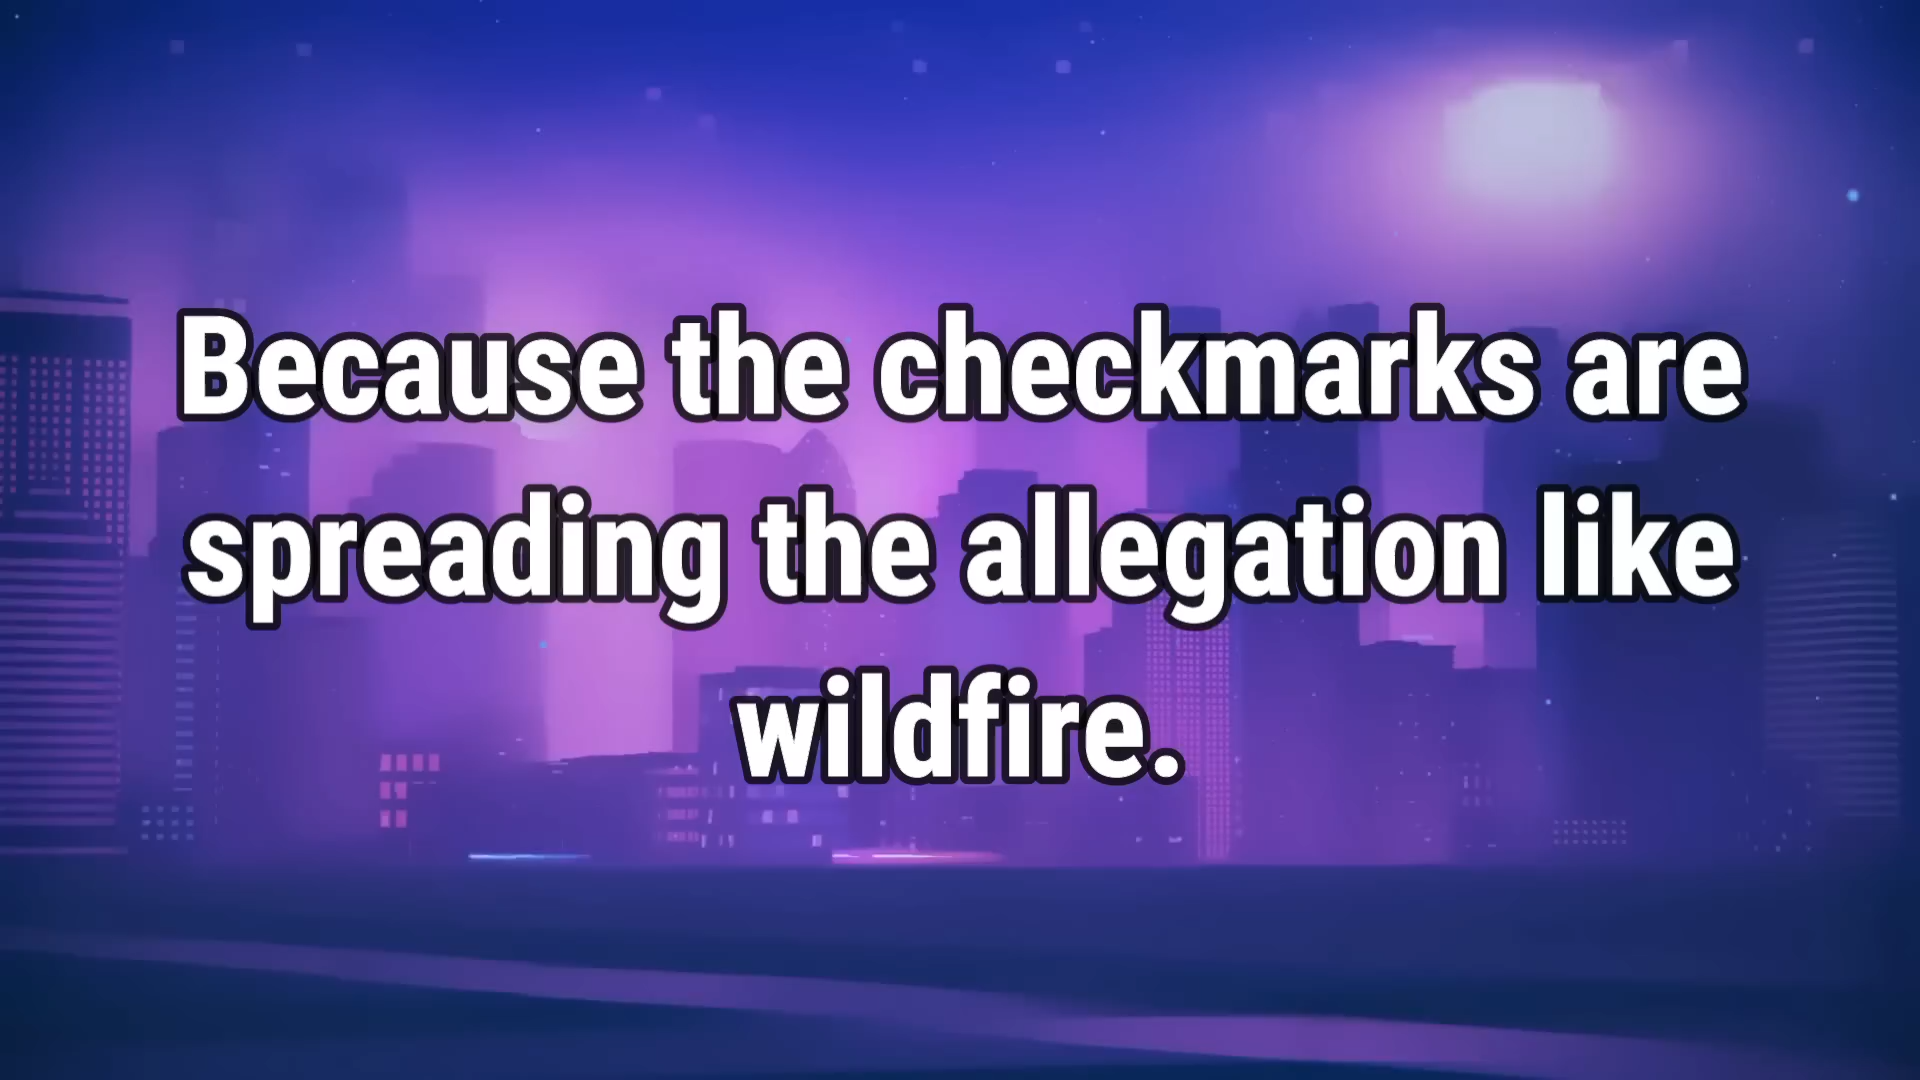 Because the checkmarks are
spreading the allegation like
wildfire.